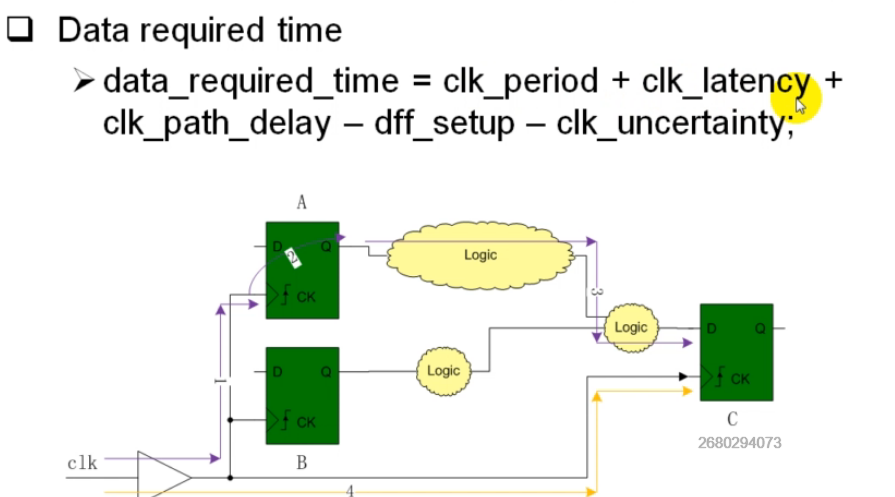 Data required time
data_required_time = clk_period + clk_latency +
clk_path_delay – dff_setup – clk_uncertainty;
A
D Q
2
Logic
CK
3
Logic
D Q
1
D Q
Logic
CK
CK
C
2680294073
clk
B
4